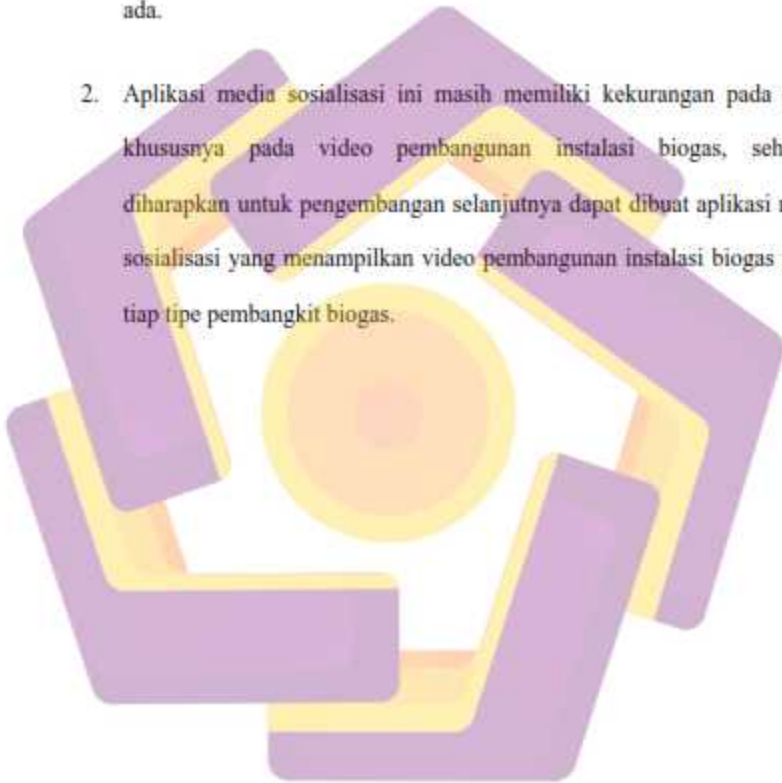 ada.
2. Aplikasi media sosialisasi ini masih memiliki kekurangan pada
khususnya pada video pembangunan instalasi biogas,
diharapkan untuk pengembangan selanjutnya dapat dibuat aplikasi
sosialisasi yang menampilkan video pembangunan instalasi biogas
tiap tipe pembangkit biogas.